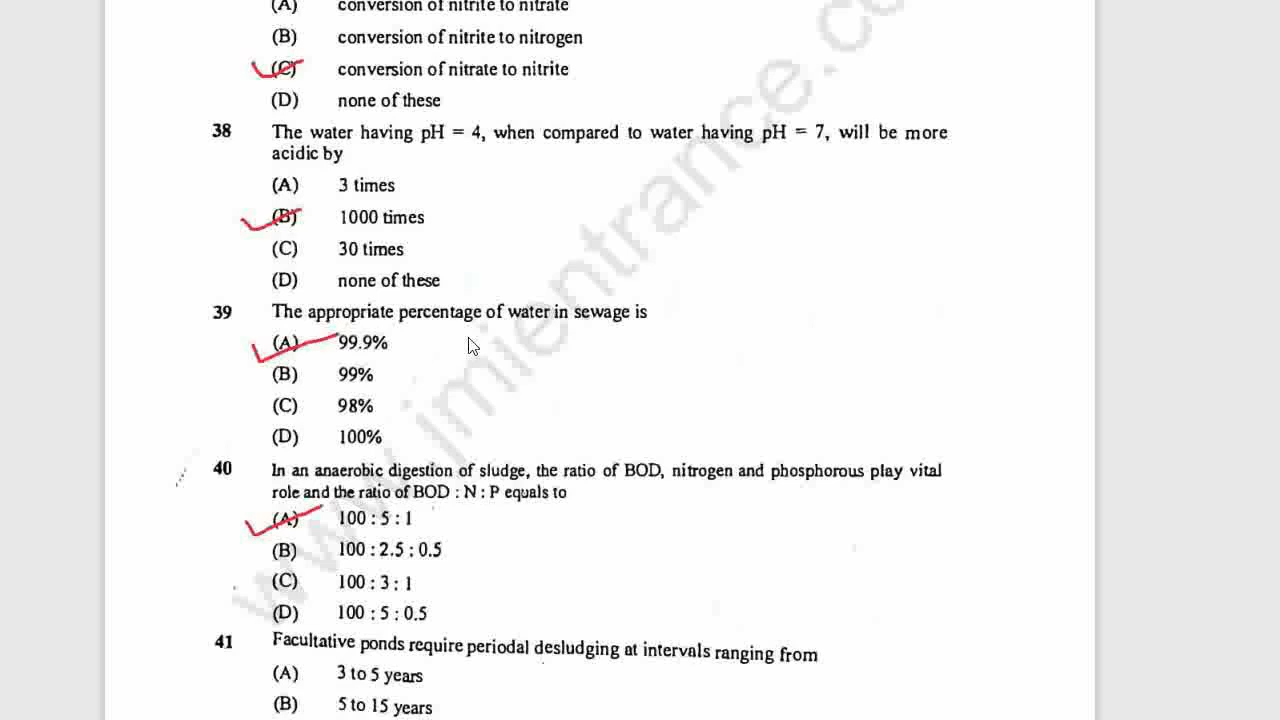 (A) conversion of nitrite to nitrate
(B) conversion of nitrite to nitrogen
(C) conversion of nitrate to nitrite
(D) none of these
38 The water having pH = 4, when compared to water having pH = 7, will be more
acidic by
(A) 3 times
(B) 1000 times
(C) 30 times
(D) none of these
39 The appropriate percentage of water in sewage is
(A) 99.9%
(B) 99%
(C) 98%
(D) 100%
40 In an anaerobic digestion of sludge, the ratio of BOD, nitrogen and phosphorous play vital
role and the ratio of BOD : N : P equals to
(A) 100 : 5 : 1
(B) 100 : 2.5 : 0.5
(C) 100 : 3 : 1
(D) 100 : 5 : 0.5
41 Facultative ponds require periodal desludging at intervals ranging from
(A) 3 to 5 years
(B) 5 to 15 years
www.jmientrance.co